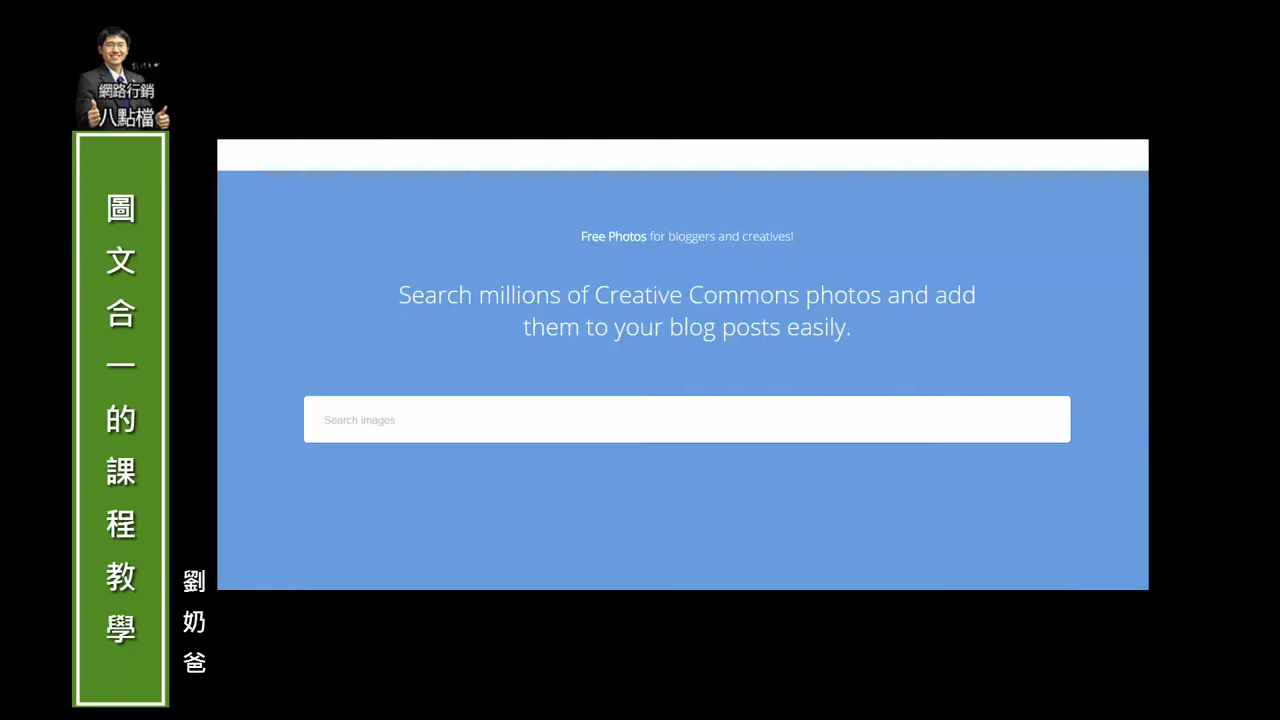 網路行銷
八點檔
圖文合一的課程教學
劉奶爸
Free Photos for bloggers and creatives!
Search millions of Creative Commons photos and add
them to your blog posts easily.
Search images